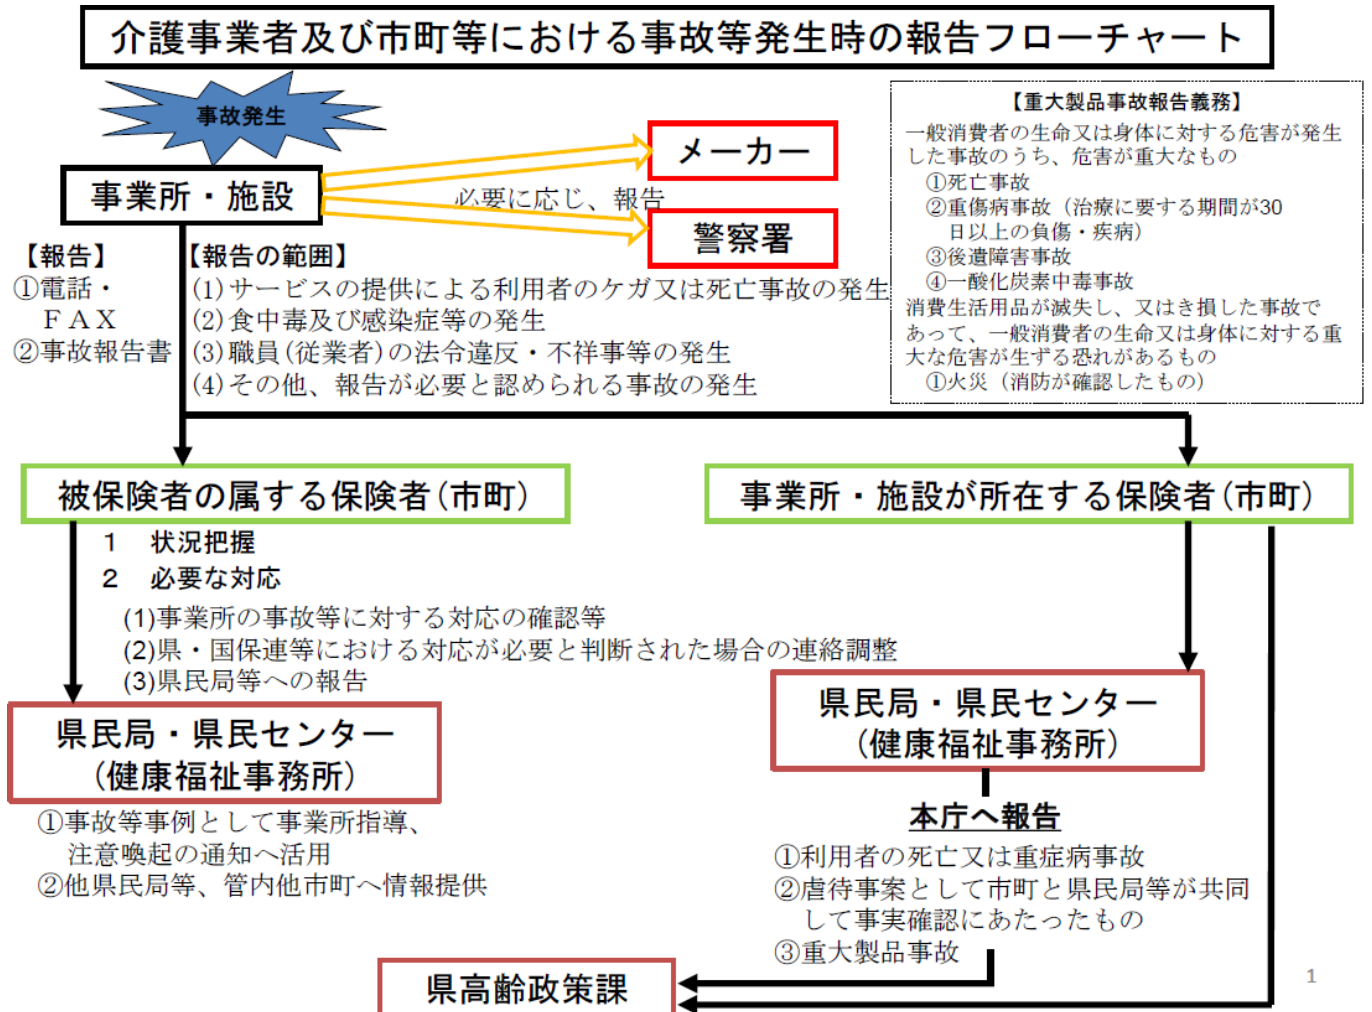 介護事業者及び市町等における事故等発生時の報告フローチャート
事故発生
事業所・施設
メーカー
必要に応じ、報告
警察署
【重大製品事故報告義務】
一般消費者の生命又は身体に対する危害が発生
した事故のうち、危害が重大なもの
①死亡事故
②重傷病事故（治療に要する期間が30
日以上の負傷・疾病）
③後遺障害事故
④一酸化炭素中毒事故
消費生活用品が滅失し、又はき損した事故で
あって、一般消費者の生命又は身体に対する重
大な危害が生ずる恐れがあるもの
①火災（消防が確認したもの）
【報告】
①電話・
ＦＡＸ
②事故報告書
【報告の範囲】
(1)サービスの提供による利用者のケガ又は死亡事故の発生
(2)食中毒及び感染症等の発生
(3)職員(従業者)の法令違反・不祥事等の発生
(4)その他、報告が必要と認められる事故の発生
被保険者の属する保険者(市町)
事業所・施設が所在する保険者(市町)
1 状況把握
2 必要な対応
(1)事業所の事故等に対する対応の確認等
(2)県・国保連等における対応が必要と判断された場合の連絡調整
(3)県民局等への報告
県民局・県民センター
(健康福祉事務所)
①事故等事例として事業所指導、
注意喚起の通知へ活用
②他県民局等、管内他市町へ情報提供
県民局・県民センター
(健康福祉事務所)
本庁へ報告
①利用者の死亡又は重症病事故
②虐待事案として市町と県民局等が共同
して事実確認にあたったもの
③重大製品事故
県高齢政策課
1